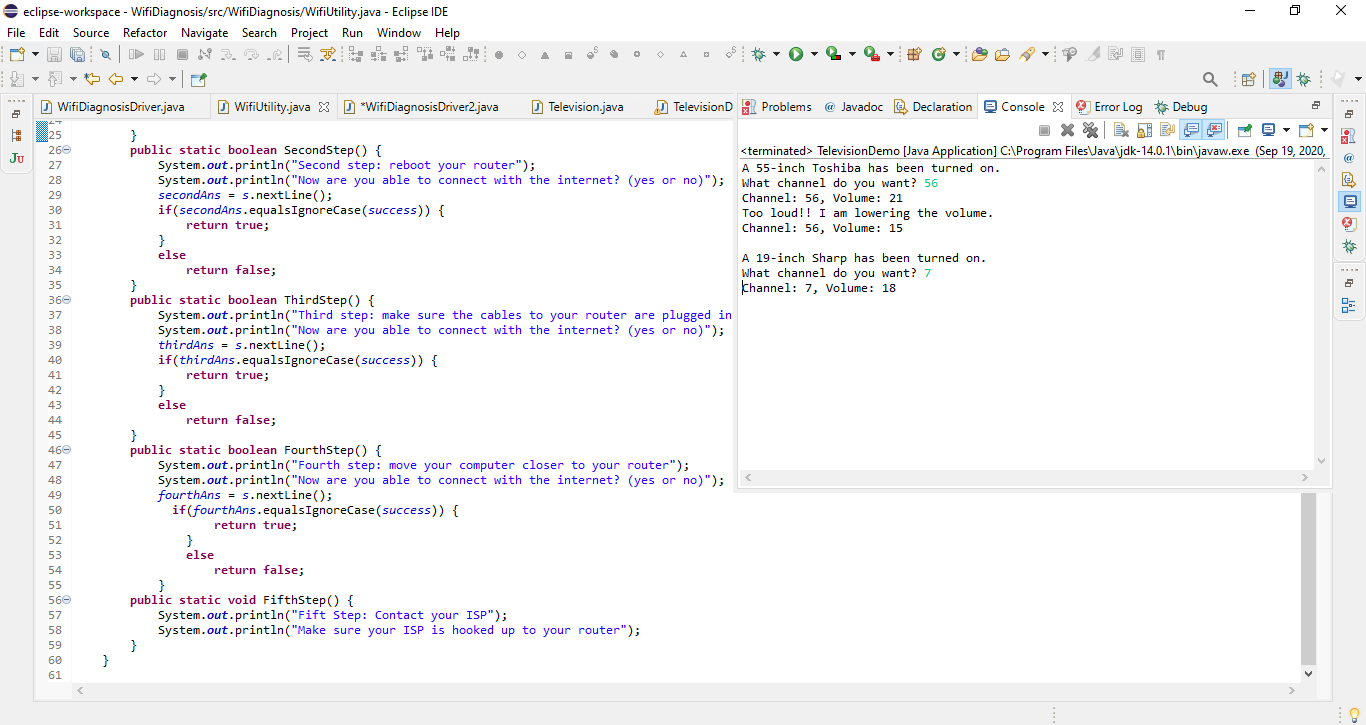 eclipse-workspace - WifiDiagnosis/src/WifiDiagnosis/WifiUtility.java - Eclipse IDE
File Edit Source Refactor Navigate Search Project Run Window Help
WifiDiagnosisDriver.java WifiUtility.java *WifiDiagnosisDriver2.java Television.java TelevisionD
Problems Javadoc Declaration Console Error Log Debug
<terminated> TelevisionDemo [Java Application] C:\Program Files\Java\jdk-14.0.1\bin\javaw.exe (Sep 19, 2020,
A 55-inch Toshiba has been turned on.
What channel do you want? 56
Channel: 56, Volume: 21
Too loud!! I am lowering the volume.
Channel: 56, Volume: 15
A 19-inch Sharp has been turned on.
What channel do you want? 7
Channel: 7, Volume: 18
25 }
26 public static boolean SecondStep() {
27 System.out.println("Second step: reboot your router");
28 System.out.println("Now are you able to connect with the internet? (yes or no)");
29 secondAns = s.nextLine();
30 if(secondAns.equalsIgnoreCase(success)) {
31 return true;
32 }
33 else
34 return false;
35 }
36 public static boolean ThirdStep() {
37 System.out.println("Third step: make sure the cables to your router are plugged in
38 System.out.println("Now are you able to connect with the internet? (yes or no)");
39 thirdAns = s.nextLine();
40 if(thirdAns.equalsIgnoreCase(success)) {
41 return true;
42 }
43 else
44 return false;
45 }
46 public static boolean FourthStep() {
47 System.out.println("Fourth step: move your computer closer to your router");
48 System.out.println("Now are you able to connect with the internet? (yes or no)");
49 fourthAns = s.nextLine();
50 if(fourthAns.equalsIgnoreCase(success)) {
51 return true;
52 }
53 else
54 return false;
55 }
56 public static void FifthStep() {
57 System.out.println("Fift Step: Contact your ISP");
58 System.out.println("Make sure your ISP is hooked up to your router");
59 }
60 }
61